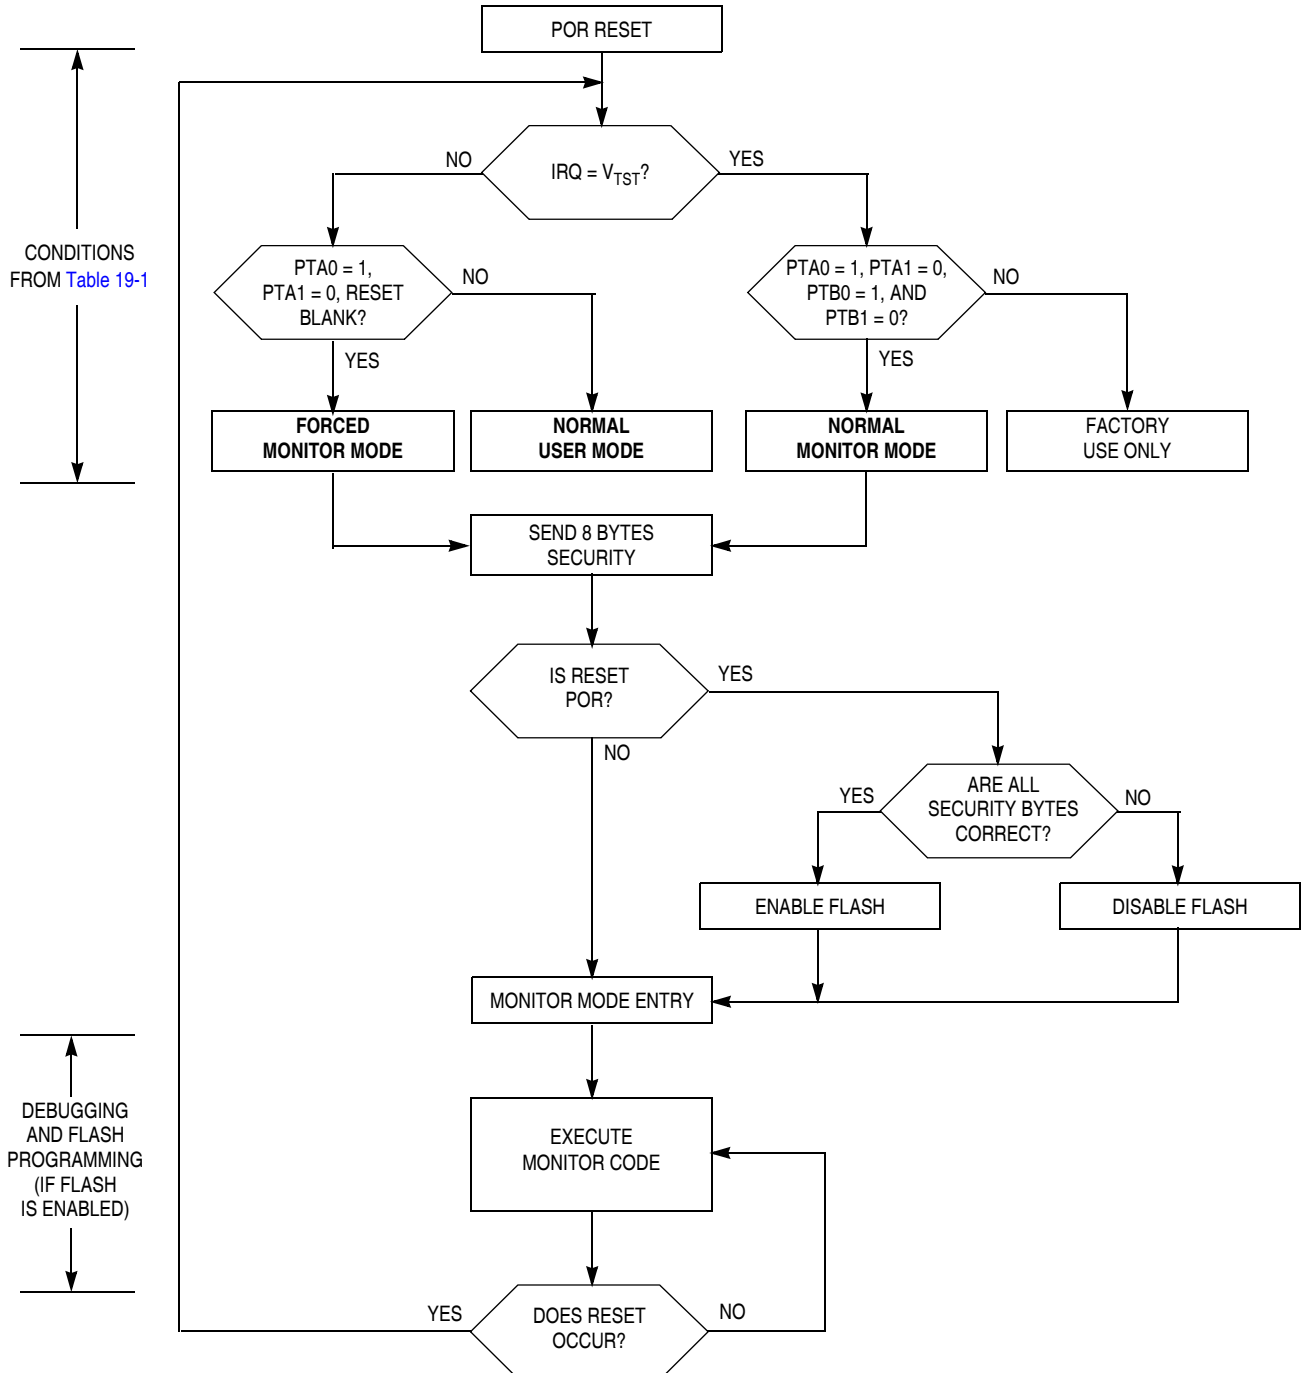 POR RESET
IRQ = VTST?
NO
YES
CONDITIONS
FROM Table 19-1
PTA0 = 1,
PTA1 = 0, RESET
BLANK?
NO
YES
PTA0 = 1, PTA1 = 0,
PTB0 = 1, AND
PTB1 = 0?
NO
YES
FORCED
MONITOR MODE
NORMAL
USER MODE
NORMAL
MONITOR MODE
FACTORY
USE ONLY
SEND 8 BYTES
SECURITY
IS RESET
POR?
YES
NO
ARE ALL
SECURITY BYTES
CORRECT?
YES
NO
ENABLE FLASH
DISABLE FLASH
MONITOR MODE ENTRY
DEBUGGING
AND FLASH
PROGRAMMING
(IF FLASH
IS ENABLED)
EXECUTE
MONITOR CODE
DOES RESET
OCCUR?
YES
NO